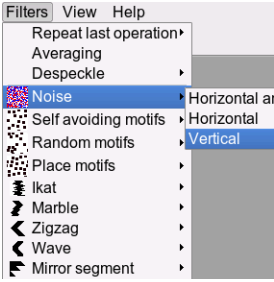 Filters View Help
Repeat last operation
Averaging
Despeckle
Noise
Horizontal
Self avoiding motifs Horizontal
Random motifs Vertical
Place motifs
Ikat
Marble
Zigzag
Wave
Mirror segment